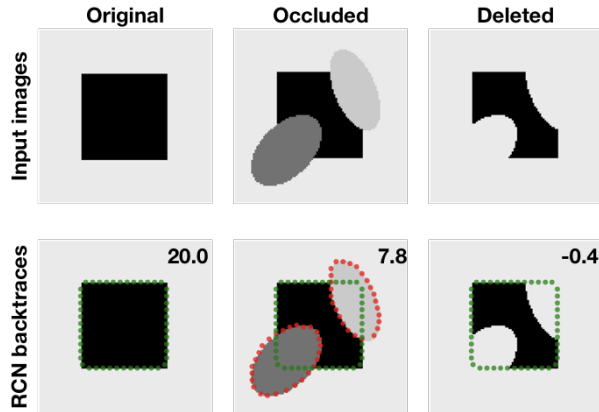 Original Occluded Deleted
Input images
RCN backtraces
20.0 7.8 -0.4